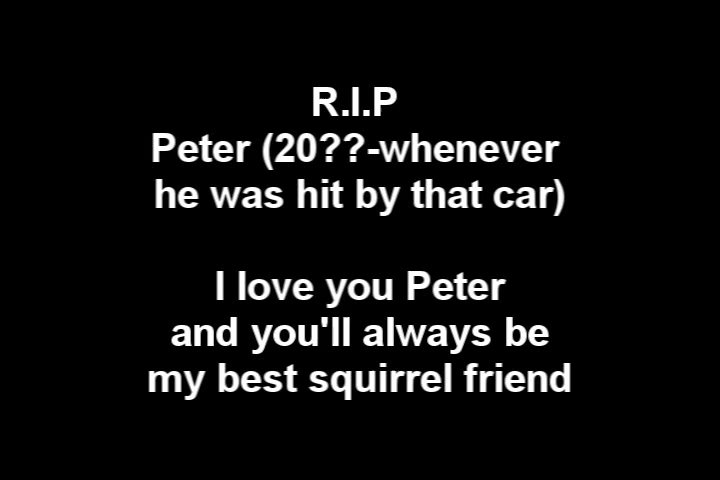 R.I.P
Peter (20??-whenever
he was hit by that car)
I love you Peter
and you'll always be
my best squirrel friend